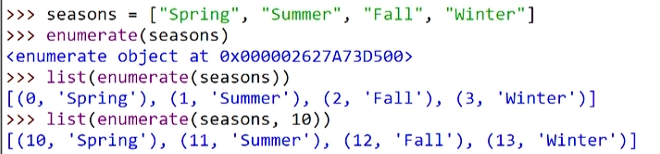 >>> seasons = ["Spring", "Summer", "Fall", "Winter"]
>>> enumerate(seasons)
<enumerate object at 0x000002627A73D500>
>>> list(enumerate(seasons))
[(0, 'Spring'), (1, 'Summer'), (2, 'Fall'), (3, 'Winter')]
>>> list(enumerate(seasons, 10))
[(10, 'Spring'), (11, 'Summer'), (12, 'Fall'), (13, 'Winter')]